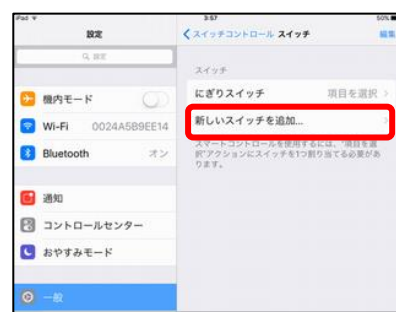 iPad
3:57
50%
設定
スイッチコントロール スイッチ
編集
検索
スイッチ
機内モード
にぎりスイッチ 項目を選択
Wi-Fi 0024A5B9EE14
新しいスイッチを追加...
Bluetooth オン
スイッチコントロールを使用するには、"項目を選
択"アクションにスイッチを1つ割り当てる必要があ
ります。
通知
コントロールセンター
おやすみモード
一般